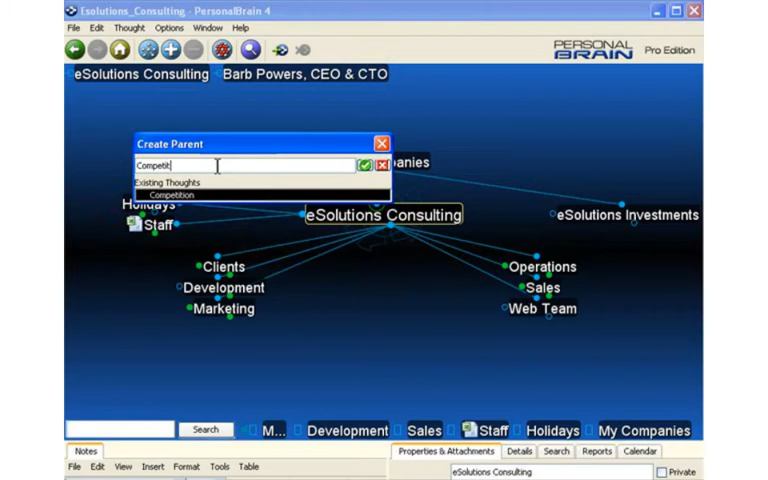 Esolutions_Consulting - PersonalBrain 4
File Edit Thought Options Window Help
PERSONAL
BRAIN Pro Edition
eSolutions Consulting Barb Powers, CEO & CTO
Create Parent
Competit
Existing Thoughts
Competition
Holidays
Staff
eSolutions Consulting
eSolutions Investments
Clients
Operations
Development
Sales
Marketing
Web Team
Search M... Development Sales Staff Holidays My Companies
Notes Properties & Attachments Details Search Reports Calendar
File Edit View Insert Format Tools Table
eSolutions Consulting Private